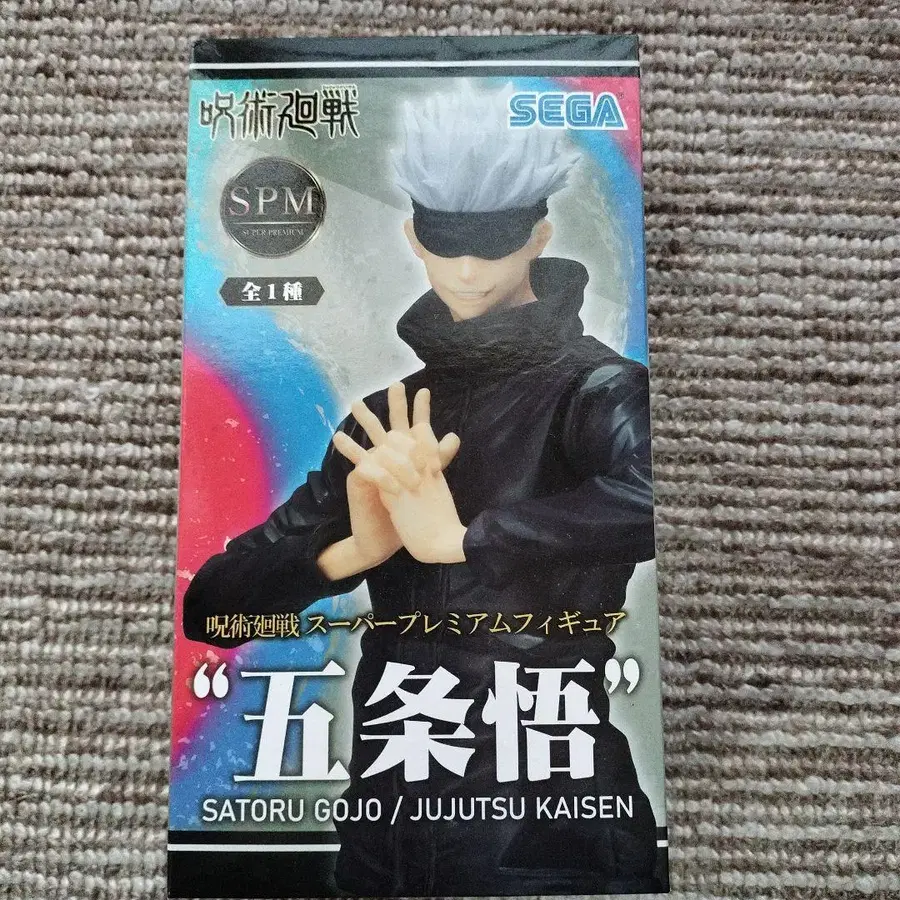 呪術廻戦
SEGA
SPM
SUPER PREMIUM
全1種
呪術廻戦 スーパープレミアムフィギュア
“五条悟”
SATORU GOJO / JUJUTSU KAISEN